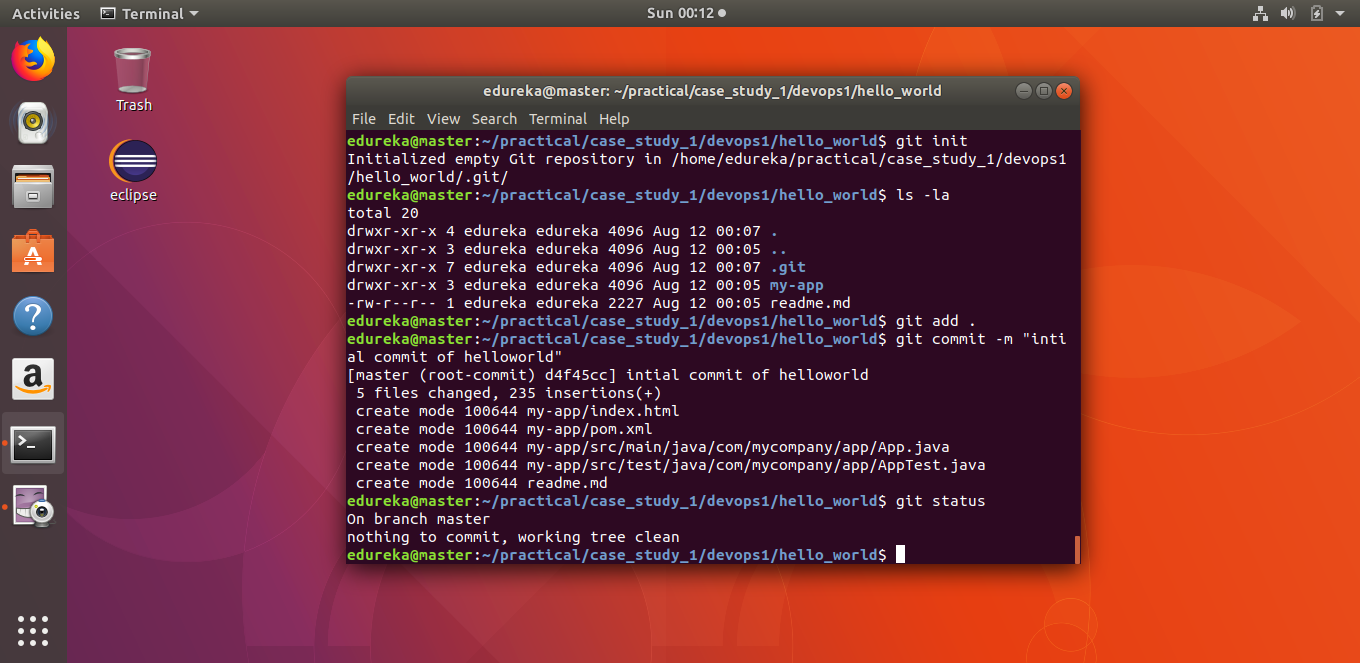 Activities Terminal Sun 00:12
Trash
eclipse
edureka@master: ~/practical/case_study_1/devops1/hello_world
File Edit View Search Terminal Help
edureka@master:~/practical/case_study_1/devops1/hello_world$ git init
Initialized empty Git repository in /home/edureka/practical/case_study_1/devops1
/hello_world/.git/
edureka@master:~/practical/case_study_1/devops1/hello_world$ ls -la
total 20
drwxr-xr-x 4 edureka edureka 4096 Aug 12 00:07 .
drwxr-xr-x 3 edureka edureka 4096 Aug 12 00:05 ..
drwxr-xr-x 7 edureka edureka 4096 Aug 12 00:07 .git
drwxr-xr-x 3 edureka edureka 4096 Aug 12 00:05 my-app
-rw-r--r-- 1 edureka edureka 2227 Aug 12 00:05 readme.md
edureka@master:~/practical/case_study_1/devops1/hello_world$ git add .
edureka@master:~/practical/case_study_1/devops1/hello_world$ git commit -m "inti
al commit of helloworld"
[master (root-commit) d4f45cc] intial commit of helloworld
 5 files changed, 235 insertions(+)
 create mode 100644 my-app/index.html
 create mode 100644 my-app/pom.xml
 create mode 100644 my-app/src/main/java/com/mycompany/app/App.java
 create mode 100644 my-app/src/test/java/com/mycompany/app/AppTest.java
 create mode 100644 readme.md
edureka@master:~/practical/case_study_1/devops1/hello_world$ git status
On branch master
nothing to commit, working tree clean
edureka@master:~/practical/case_study_1/devops1/hello_world$